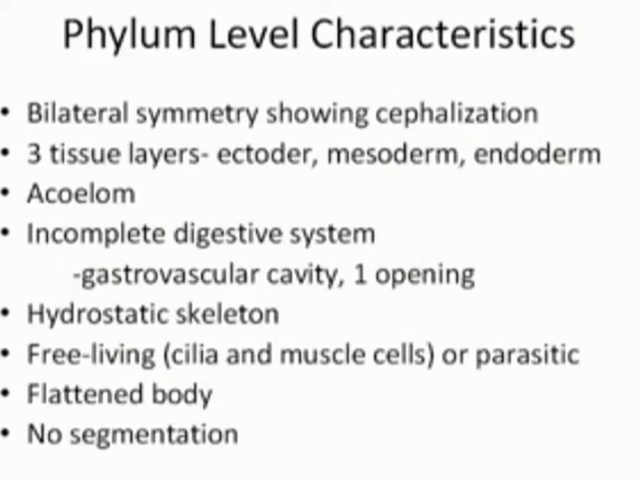 Phylum Level Characteristics
• Bilateral symmetry showing cephalization
• 3 tissue layers- ectoder, mesoderm, endoderm
• Acoelom
• Incomplete digestive system
-gastrovascular cavity, 1 opening
• Hydrostatic skeleton
• Free-living (cilia and muscle cells) or parasitic
• Flattened body
• No segmentation